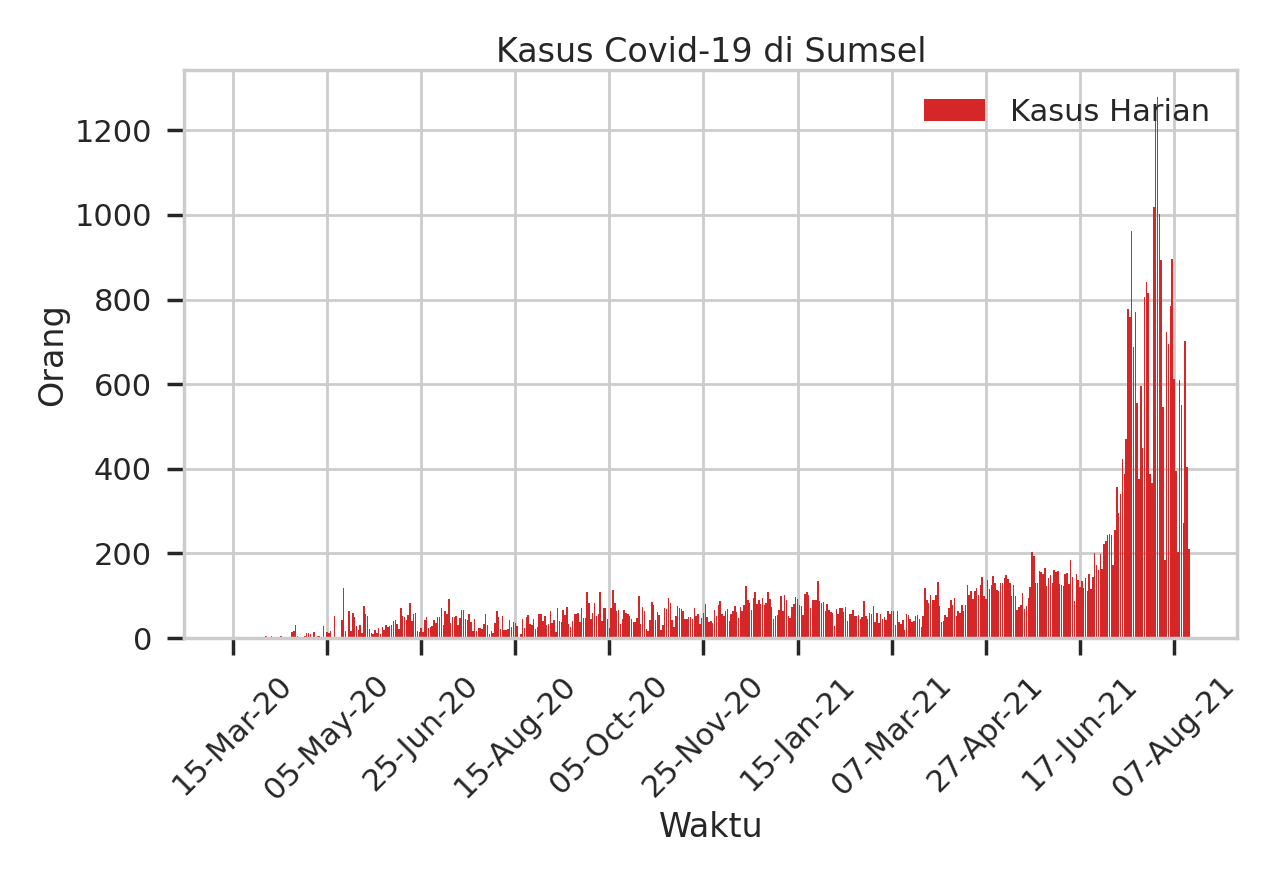 Kasus Covid-19 di Sumsel
Kasus Harian
Orang
1200
1000
800
600
400
200
0
15-Mar-20
05-May-20
25-Jun-20
15-Aug-20
05-Oct-20
25-Nov-20
15-Jan-21
07-Mar-21
27-Apr-21
17-Jun-21
07-Aug-21
Waktu